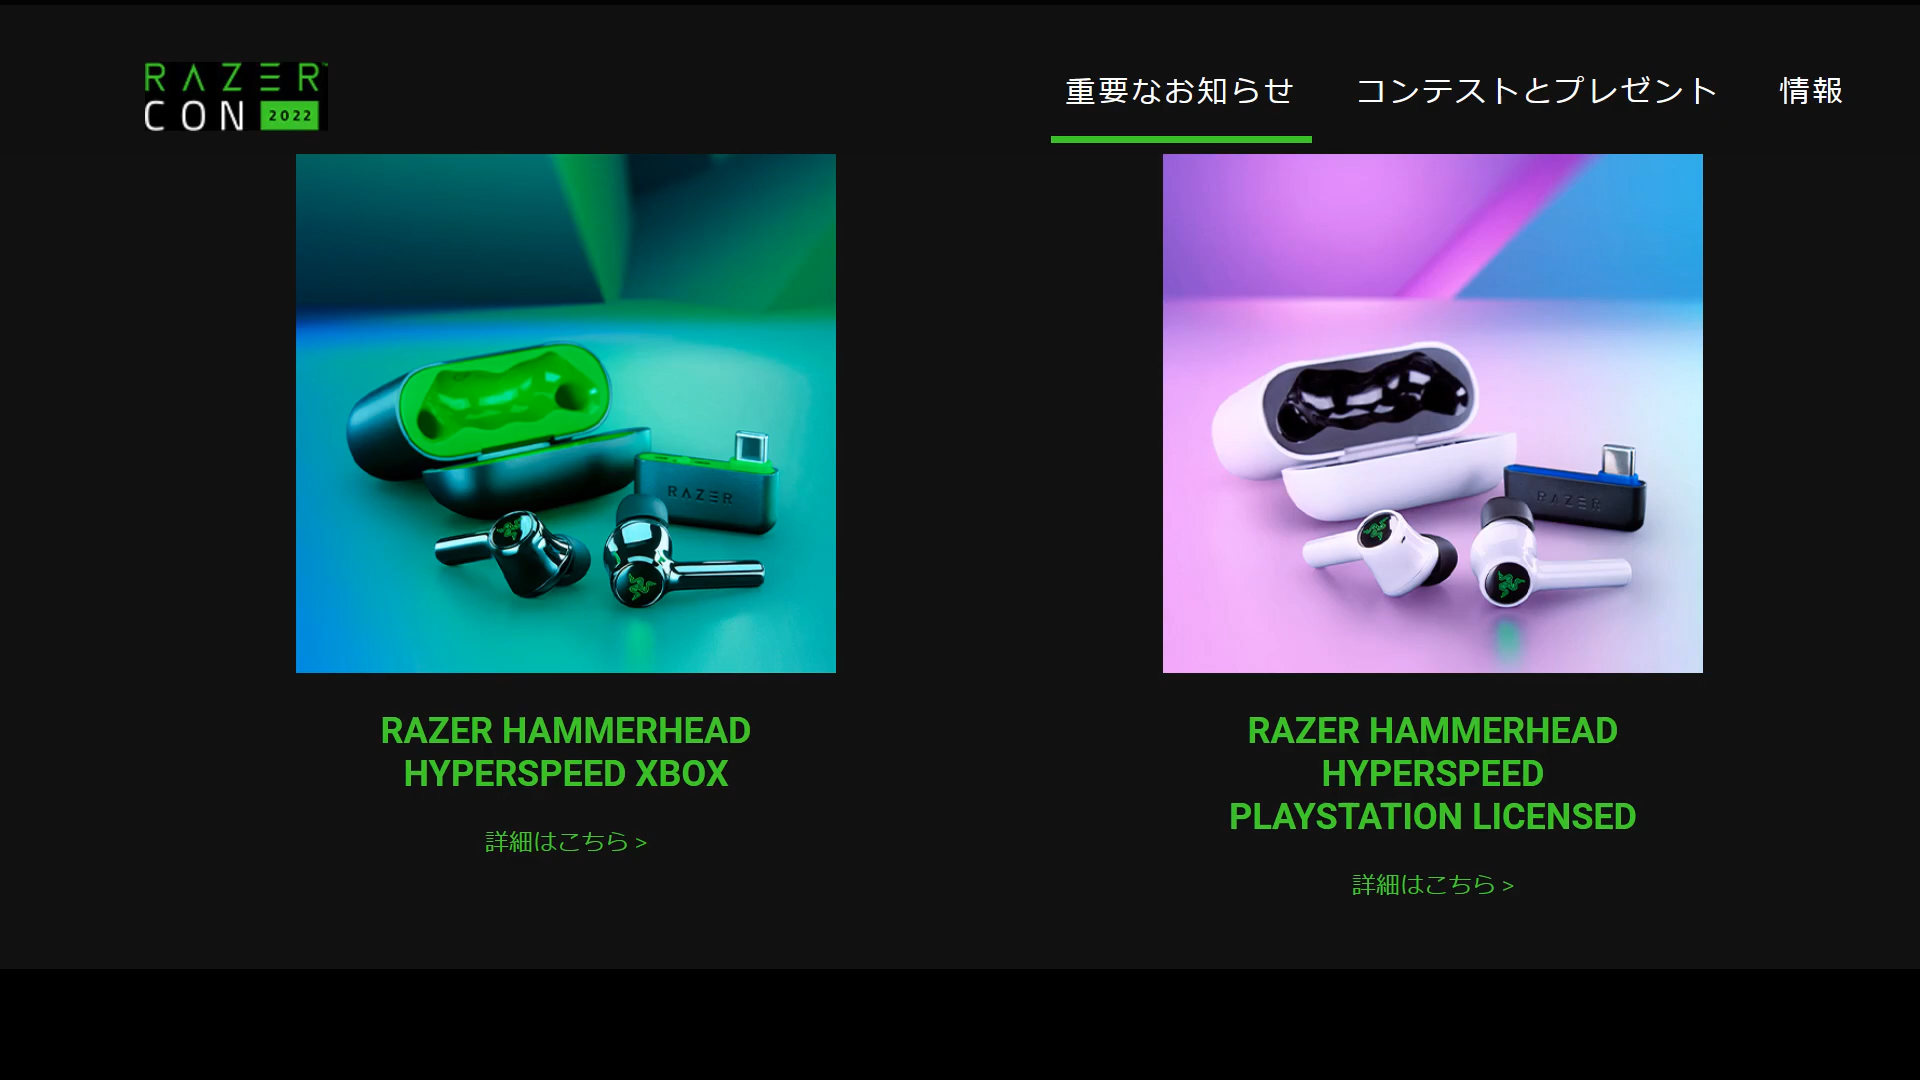 RAZER
CON 2022
重要なお知らせ
コンテストとプレゼント
情報
RAZER
RAZER
RAZER HAMMERHEAD
HYPERSPEED XBOX
詳細はこちら >
RAZER HAMMERHEAD
HYPERSPEED
PLAYSTATION LICENSED
詳細はこちら >